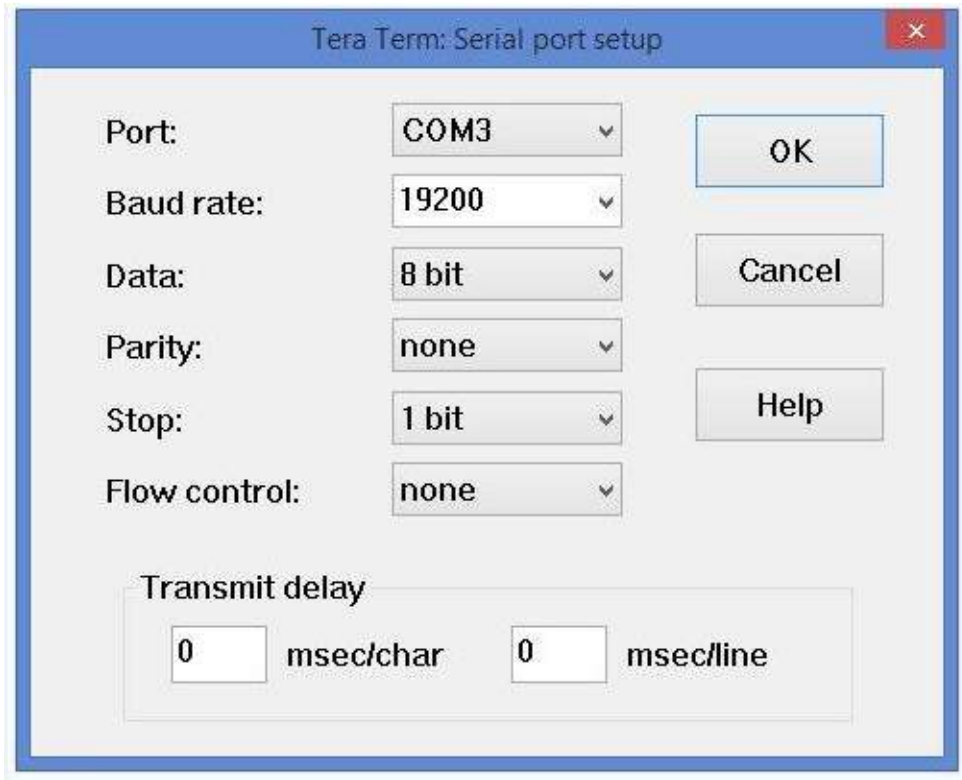 Tera Term: Serial port setup
Port: COM3
OK
Baud rate: 19200
Data: 8 bit
Cancel
Parity: none
Stop: 1 bit
Help
Flow control: none
Transmit delay
0 msec/char 0 msec/line